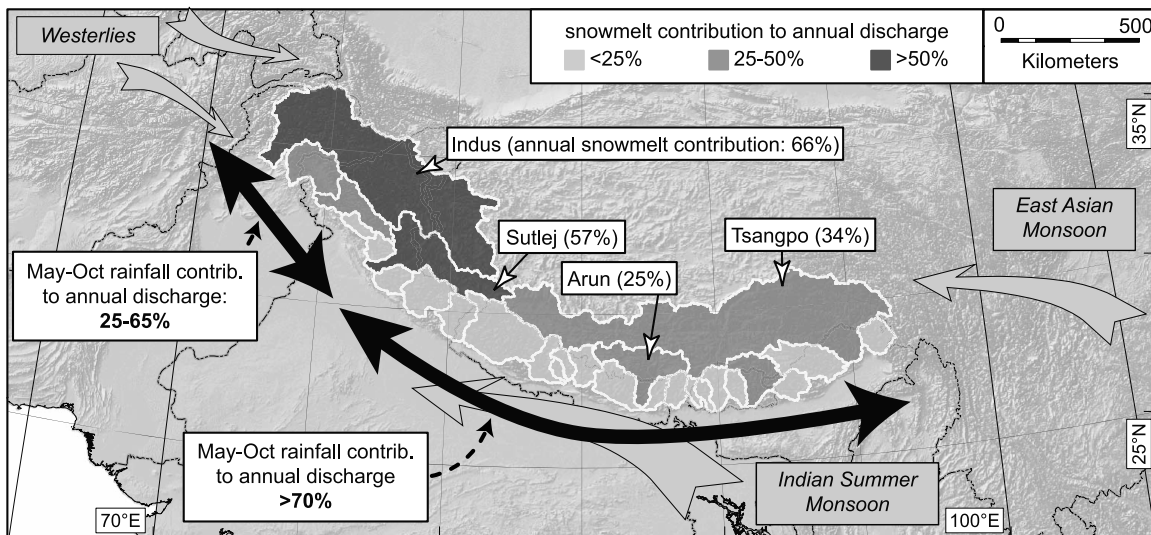 Westerlies
snowmelt contribution to annual discharge
<25%
25-50%
>50%
0
500
Kilometers
35°N
Indus (annual snowmelt contribution: 66%)
East Asian
Monsoon
Sutlej (57%)
Tsangpo (34%)
Arun (25%)
May-Oct rainfall contrib.
to annual discharge:
25-65%
May-Oct rainfall contrib.
to annual discharge
>70%
25°N
Indian Summer
Monsoon
70°E
100°E